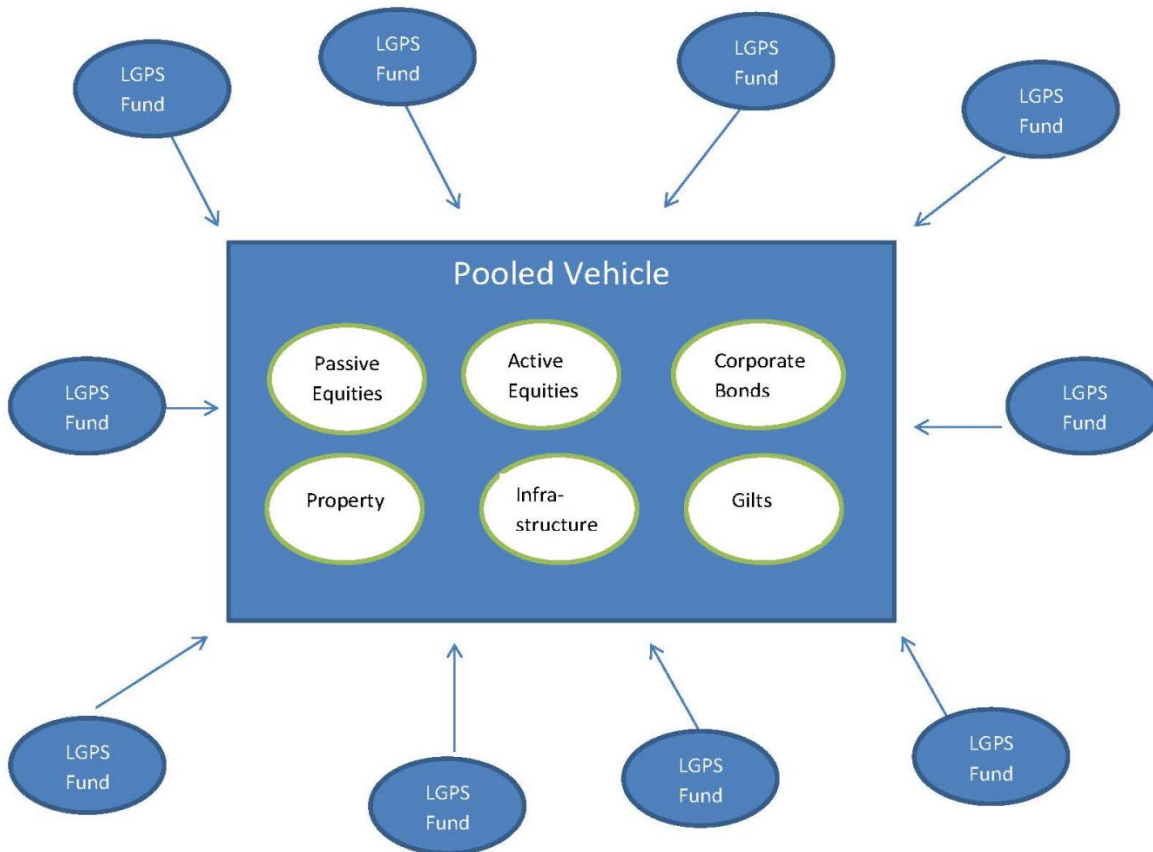 LGPS
Fund
LGPS
Fund
LGPS
Fund
LGPS
Fund
Pooled Vehicle
Passive
Equities
Active
Equities
Corporate
Bonds
LGPS
Fund
LGPS
Fund
Property
Infra-
structure
Gilts
LGPS
Fund
LGPS
Fund
LGPS
Fund
LGPS
Fund